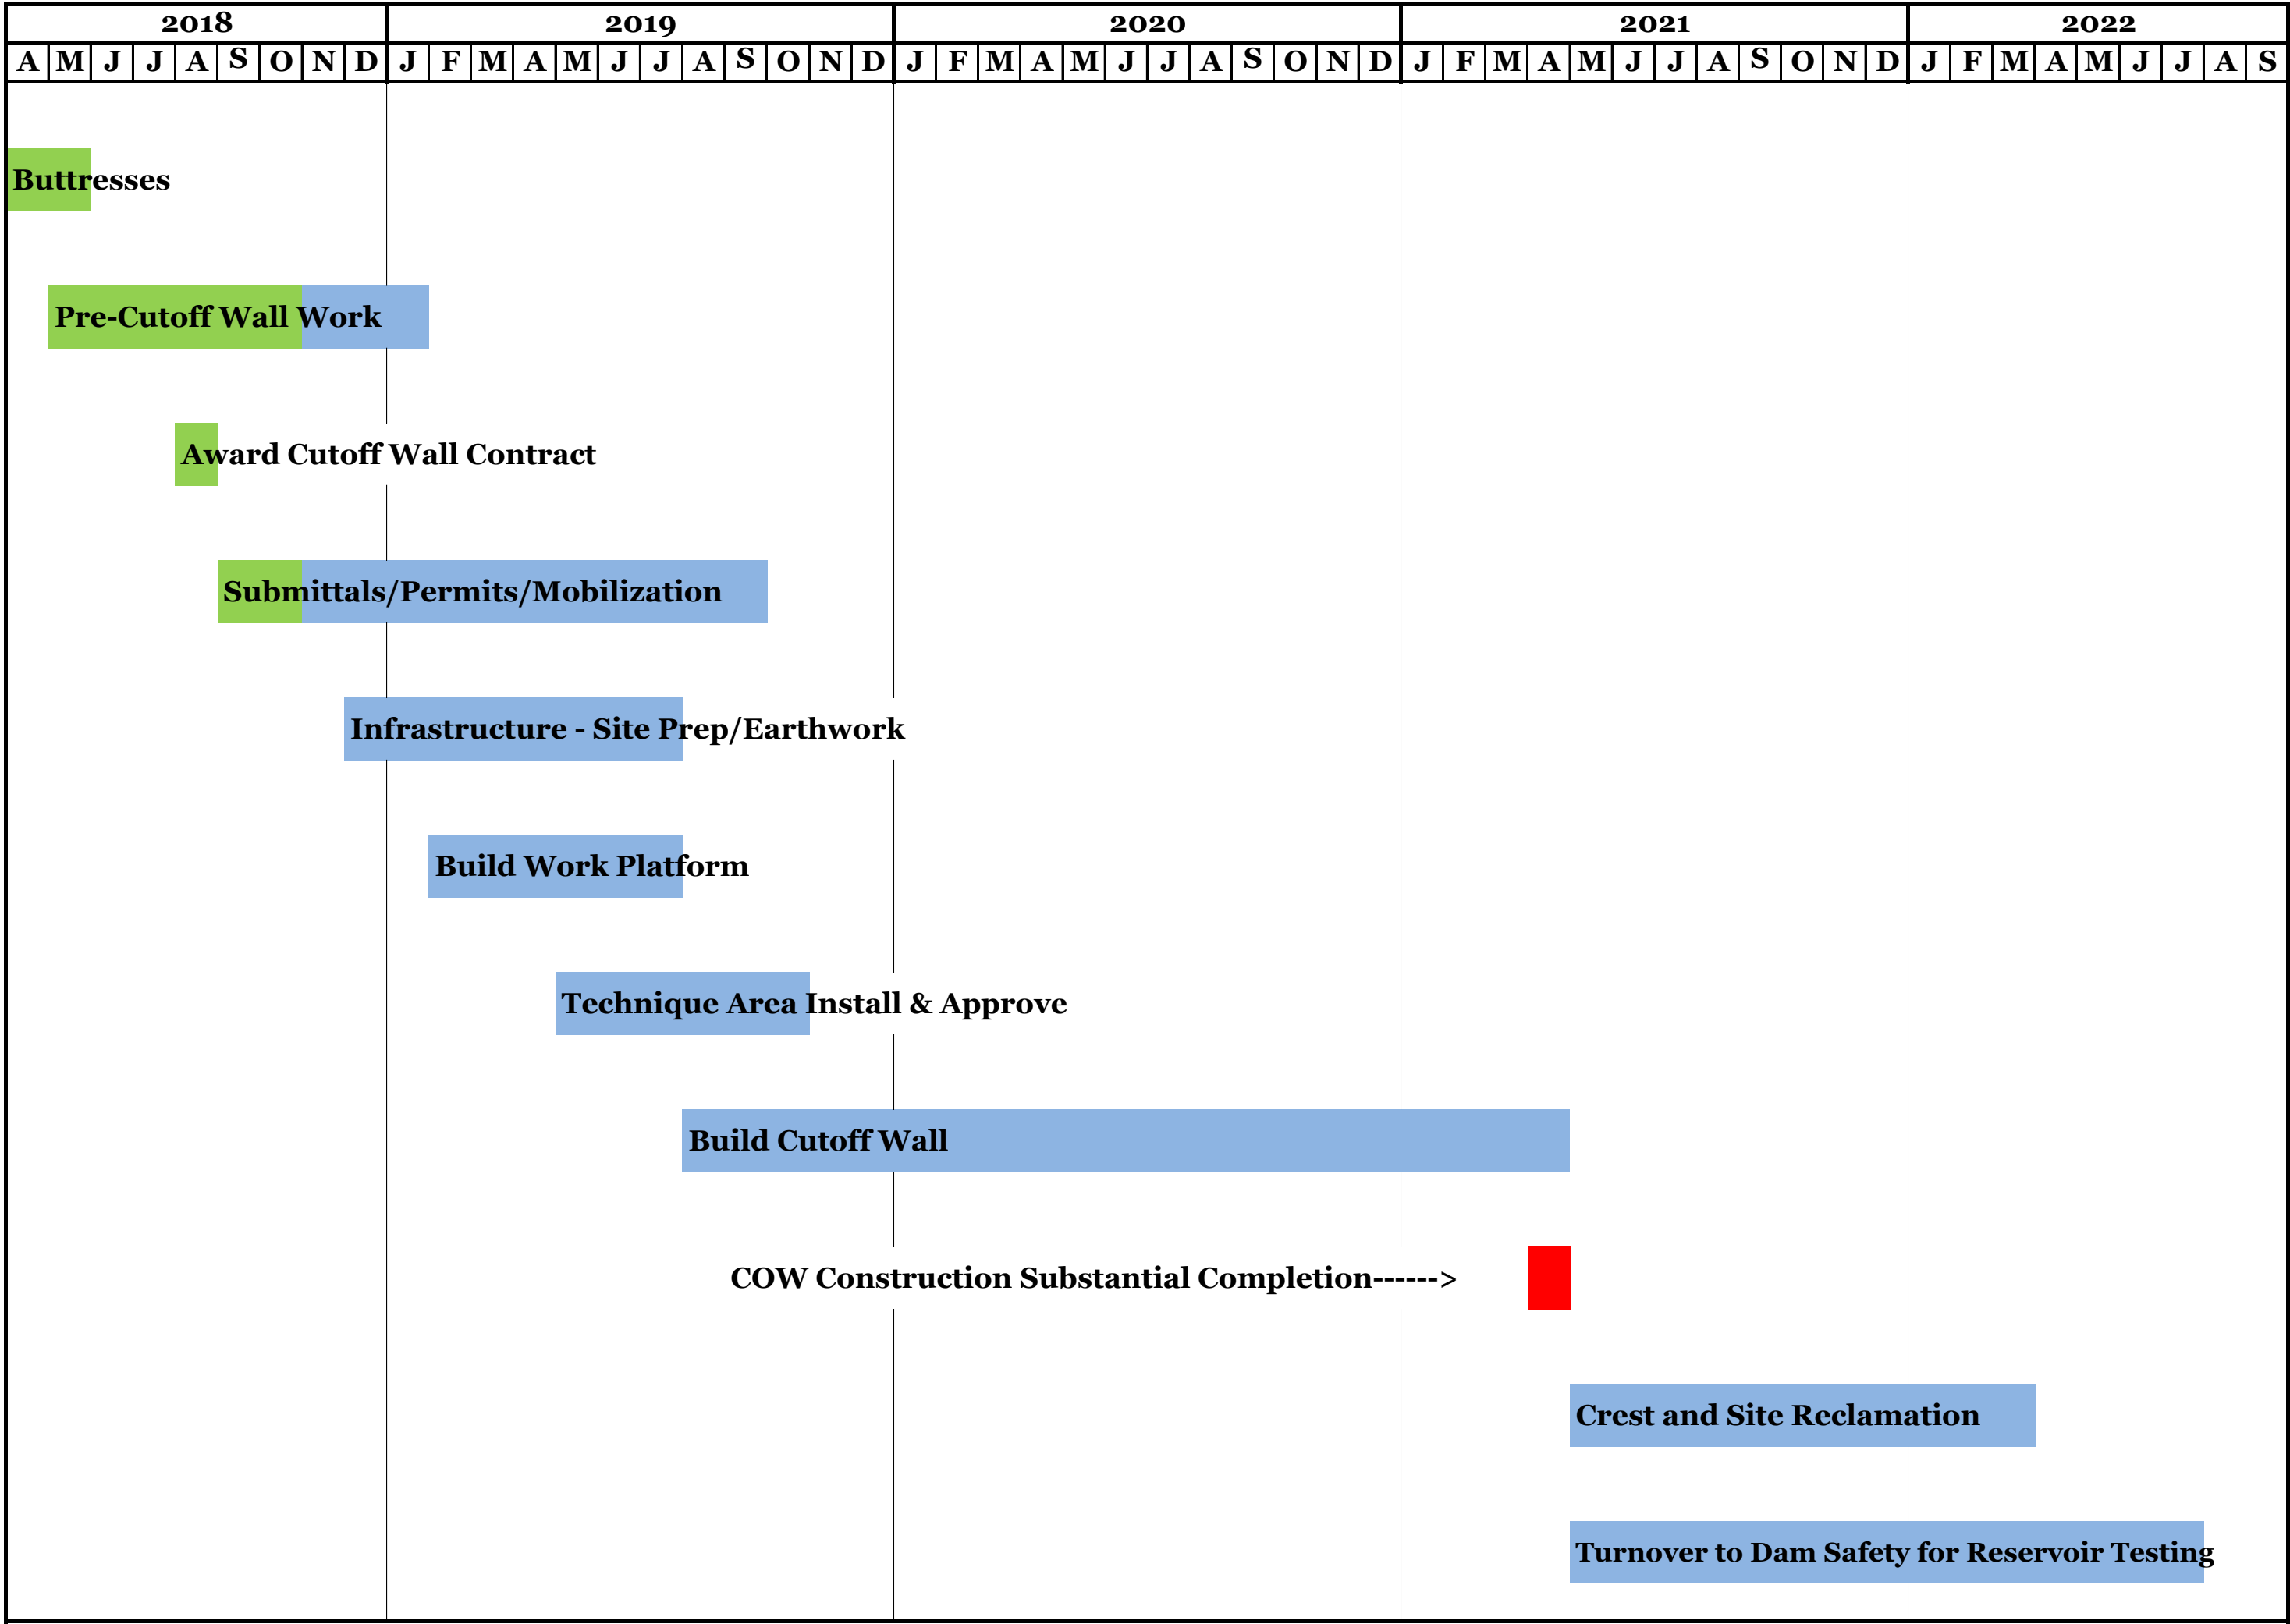 2018 2019 2020 2021 2022
A M J J A S O N D J F M A M J J A S O N D J F M A M J J A S O N D J F M A M J J A S O N D J F M A M J J A S
Buttresses
Pre-Cutoff Wall Work
Award Cutoff Wall Contract
Submittals/Permits/Mobilization
Infrastructure - Site Prep/Earthwork
Build Work Platform
Technique Area Install & Approve
Build Cutoff Wall
COW Construction Substantial Completion------>
Crest and Site Reclamation
Turnover to Dam Safety for Reservoir Testing